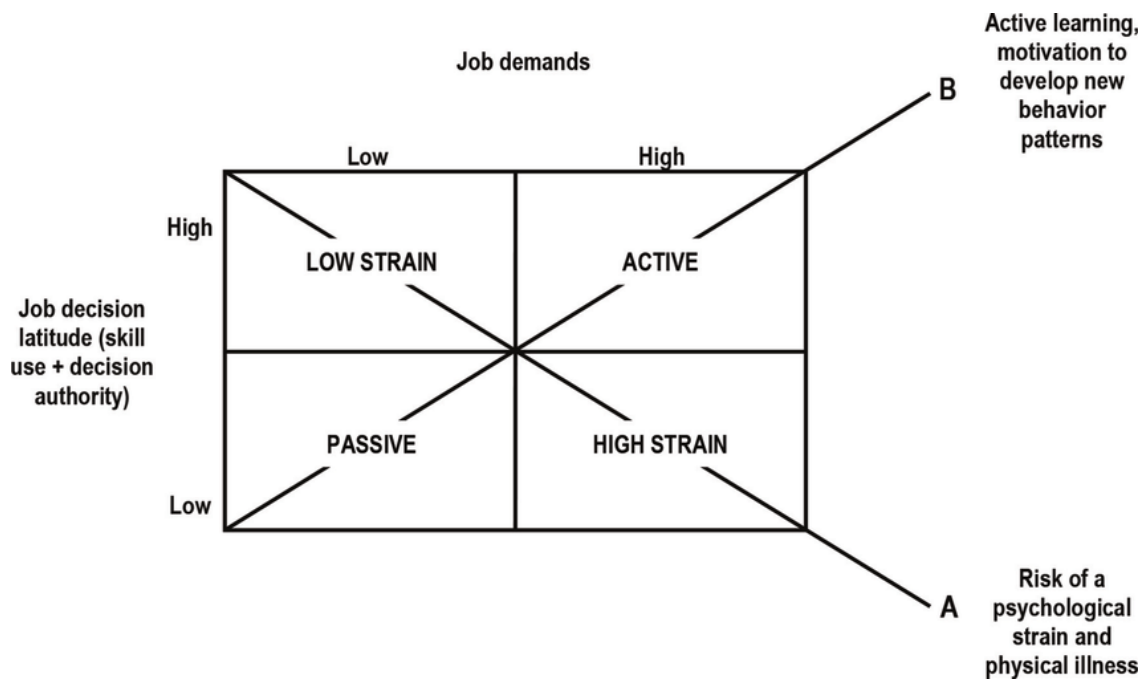 Job demands
Active learning,
motivation to
develop new
behavior
patterns
B
Low
High
High
LOW STRAIN
ACTIVE
Job decision
latitude (skill
use + decision
authority)
PASSIVE
HIGH STRAIN
Low
A
Risk of a
psychological
strain and
physical illness